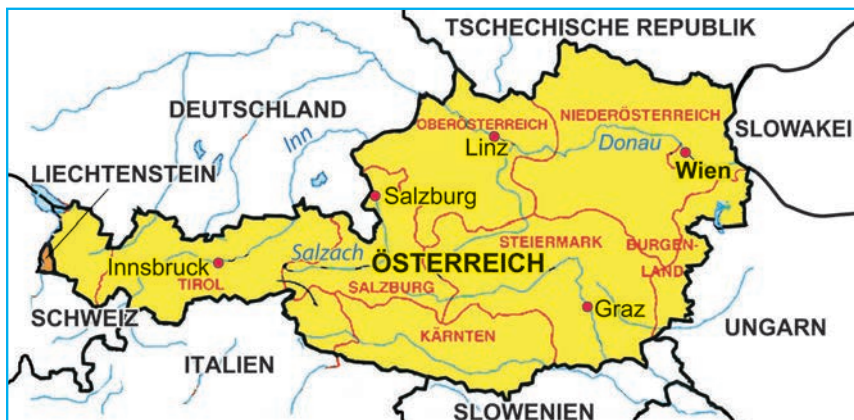 TSCHECHISCHE REPUBLIK
DEUTSCHLAND
NIEDERÖSTERREICH
OBERÖSTERREICH
SLOWAKEI
Inn
Linz
Donau
Wien
LIECHTENSTEIN
Salzburg
STEIERMARK
BURGEN-
LAND
Salzach
ÖSTERREICH
Innsbruck
TIROL
SALZBURG
Graz
SCHWEIZ
KÄRNTEN
UNGARN
ITALIEN
SLOWENIEN